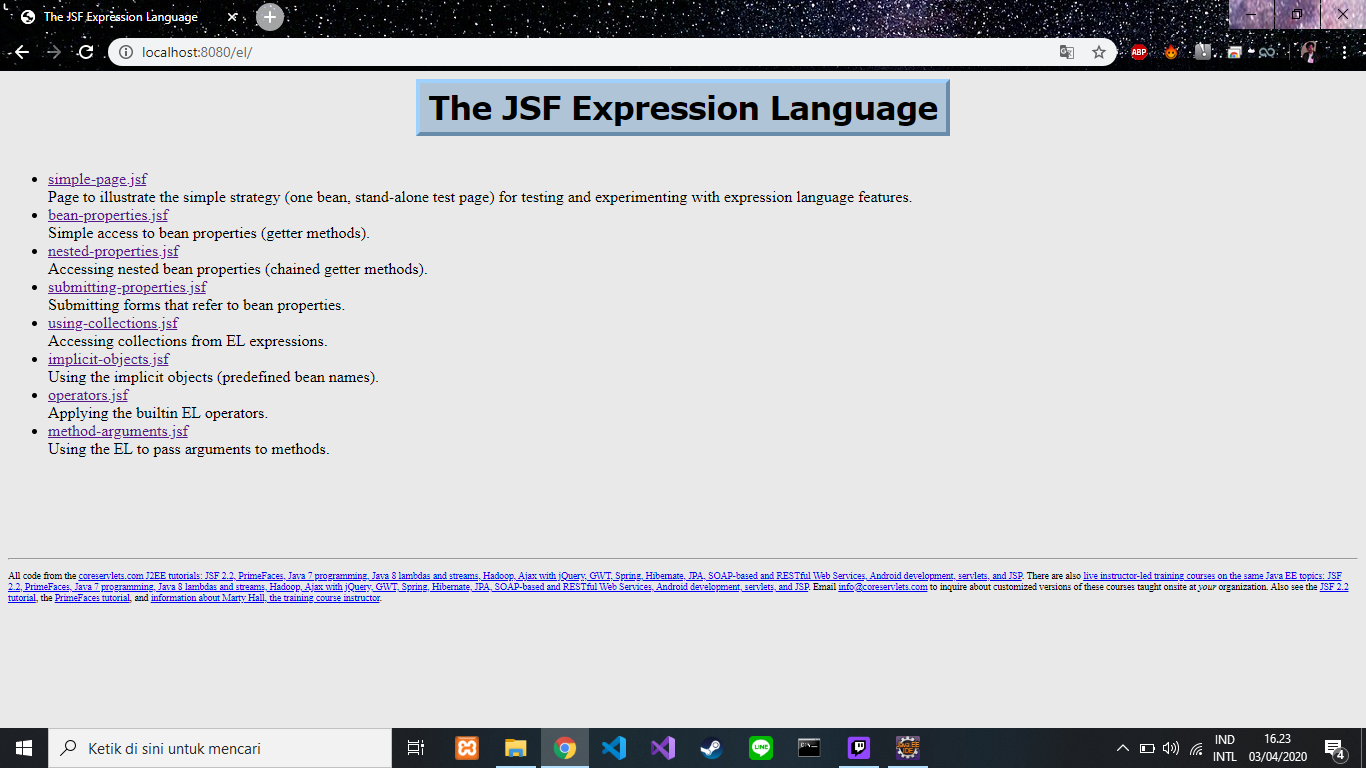 The JSF Expression Language
localhost:8080/el/
ABP
The JSF Expression Language
simple-page.jsf
Page to illustrate the simple strategy (one bean, stand-alone test page) for testing and experimenting with expression language features.
bean-properties.jsf
Simple access to bean properties (getter methods).
nested-properties.jsf
Accessing nested bean properties (chained getter methods).
submitting-properties.jsf
Submitting forms that refer to bean properties.
using-collections.jsf
Accessing collections from EL expressions.
implicit-objects.jsf
Using the implicit objects (predefined bean names).
operators.jsf
Applying the builtin EL operators.
method-arguments.jsf
Using the EL to pass arguments to methods.
All code from the coreservlets.com J2EE tutorials: JSF 2.2, PrimeFaces, Java 7 programming, Java 8 lambdas and streams, Hadoop, Ajax with jQuery, GWT, Spring, Hibernate, JPA, SOAP-based and RESTful Web Services, Android development, servlets, and JSP. There are also live instructor-led training courses on the same Java EE topics: JSF
2.2, PrimeFaces, Java 7 programming, Java 8 lambdas and streams, Hadoop, Ajax with jQuery, GWT, Spring, Hibernate, JPA, SOAP-based and RESTful Web Services, Android development, servlets, and JSP. Email info@coreservlets.com to inquire about customized versions of these courses taught onsite at your organization. Also see the JSF 2.2
tutorial, the PrimeFaces tutorial, and information about Marty Hall, the training course instructor.
Ketik di sini untuk mencari
LINE
JAVA EE
IDE
IND
INTL
16.23
03/04/2020
4